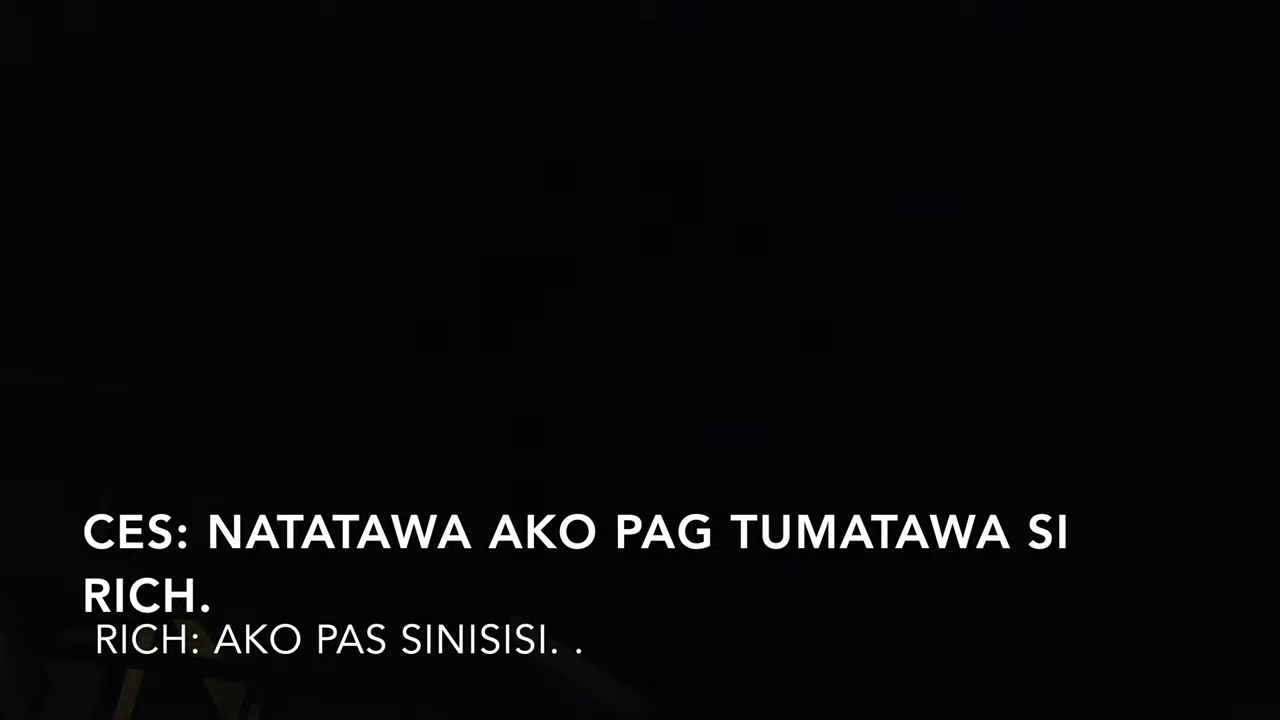 CES: NATATAWA AKO PAG TUMATAWA SI
RICH.
RICH: AKO PAS SINISISI. .